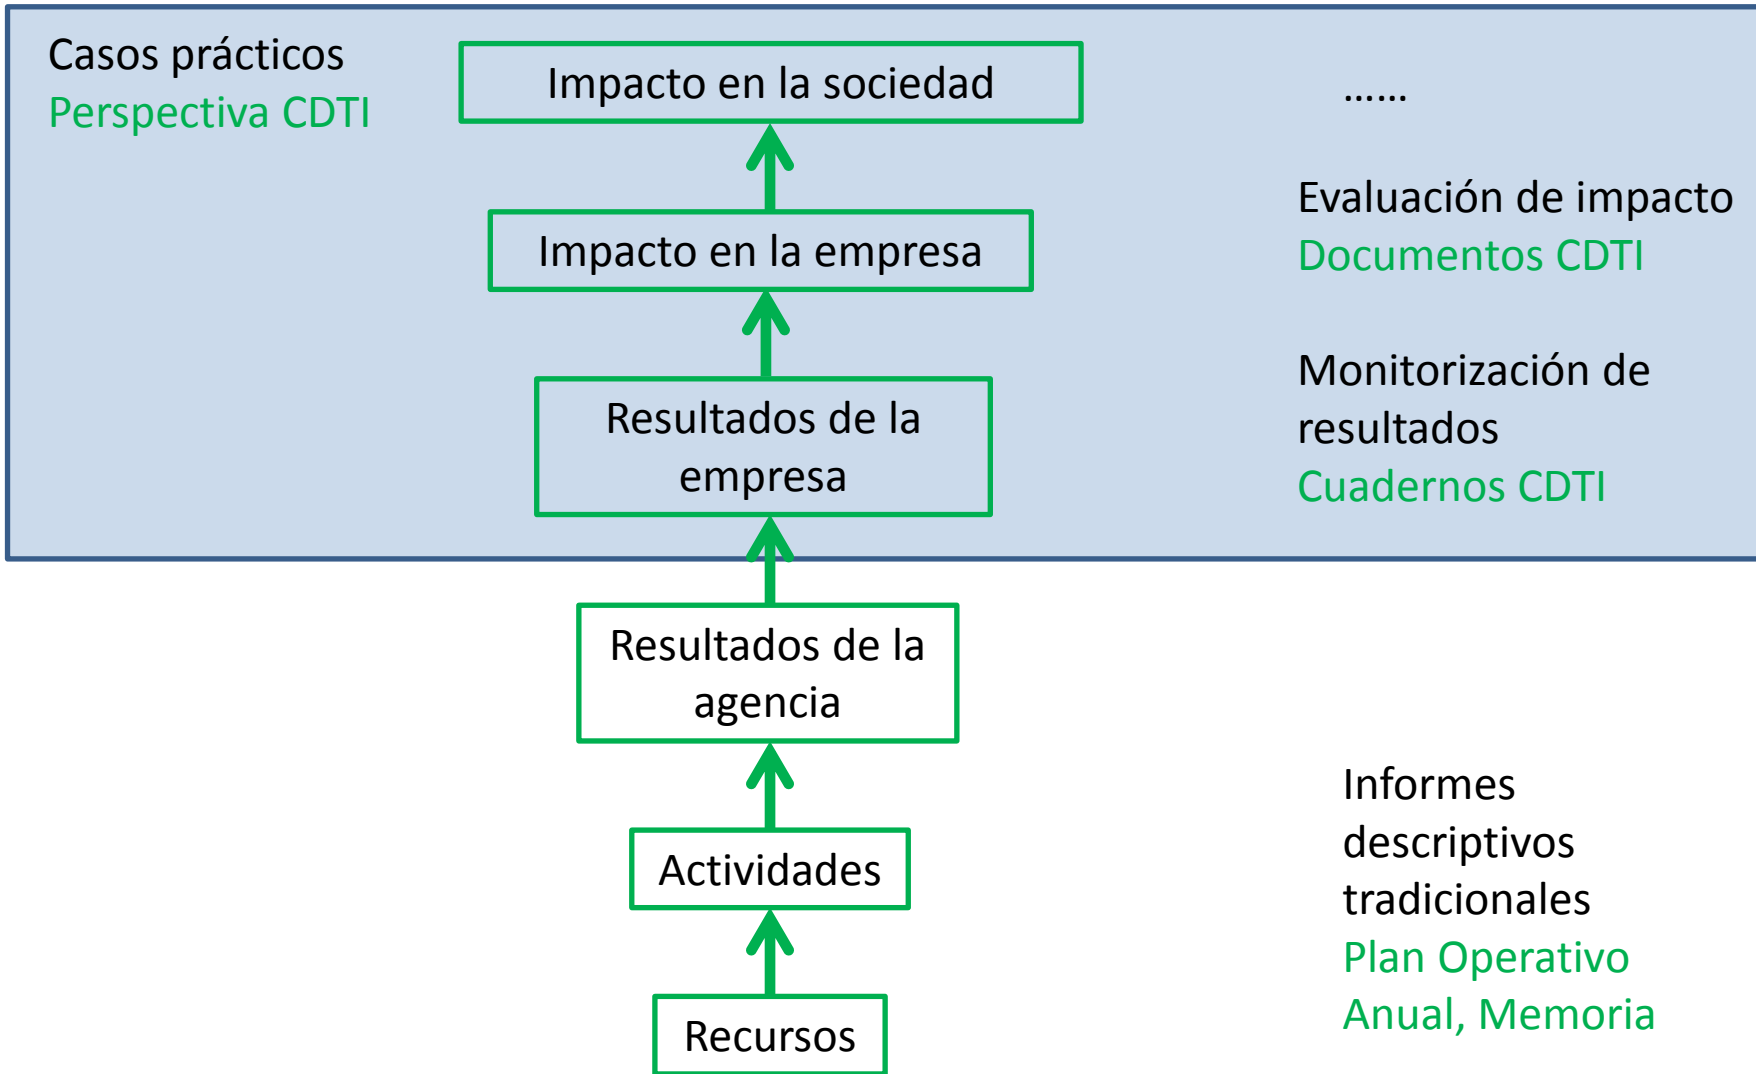 Casos prácticos
Perspectiva CDTI
Impacto en la sociedad
......
Impacto en la empresa
Evaluación de impacto
Documentos CDTI
Resultados de la
empresa
Monitorización de
resultados
Cuadernos CDTI
Resultados de la
agencia
Actividades
Recursos
Informes
descriptivos
tradicionales
Plan Operativo
Anual, Memoria